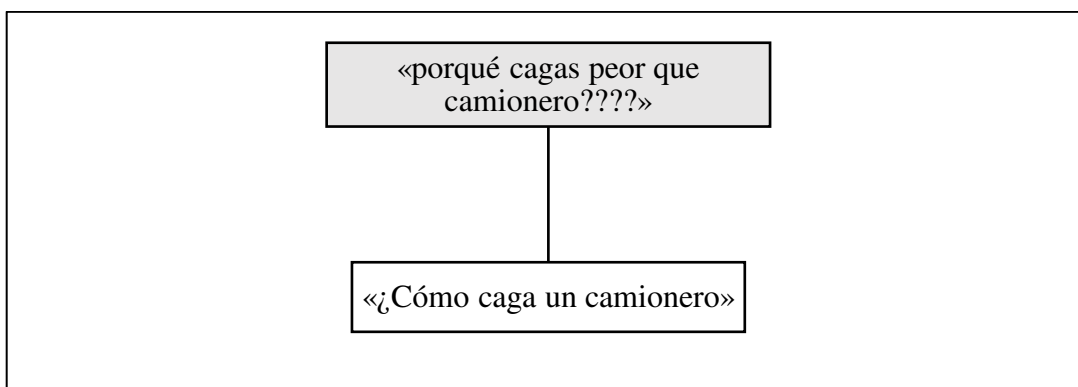 «porqué cagas peor que
camionero????»
«¿Cómo caga un camionero»